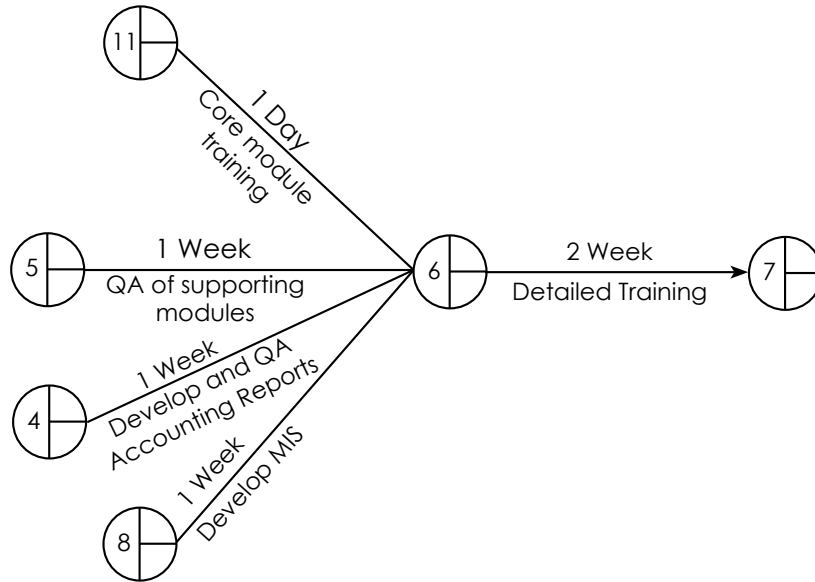 11
1 Day
Core module
training
5
1 Week
QA of supporting
modules
6
2 Week
Detailed Training
7
4
1 Week
Develop and QA
Accounting Reports
8
1 Week
Develop MIS